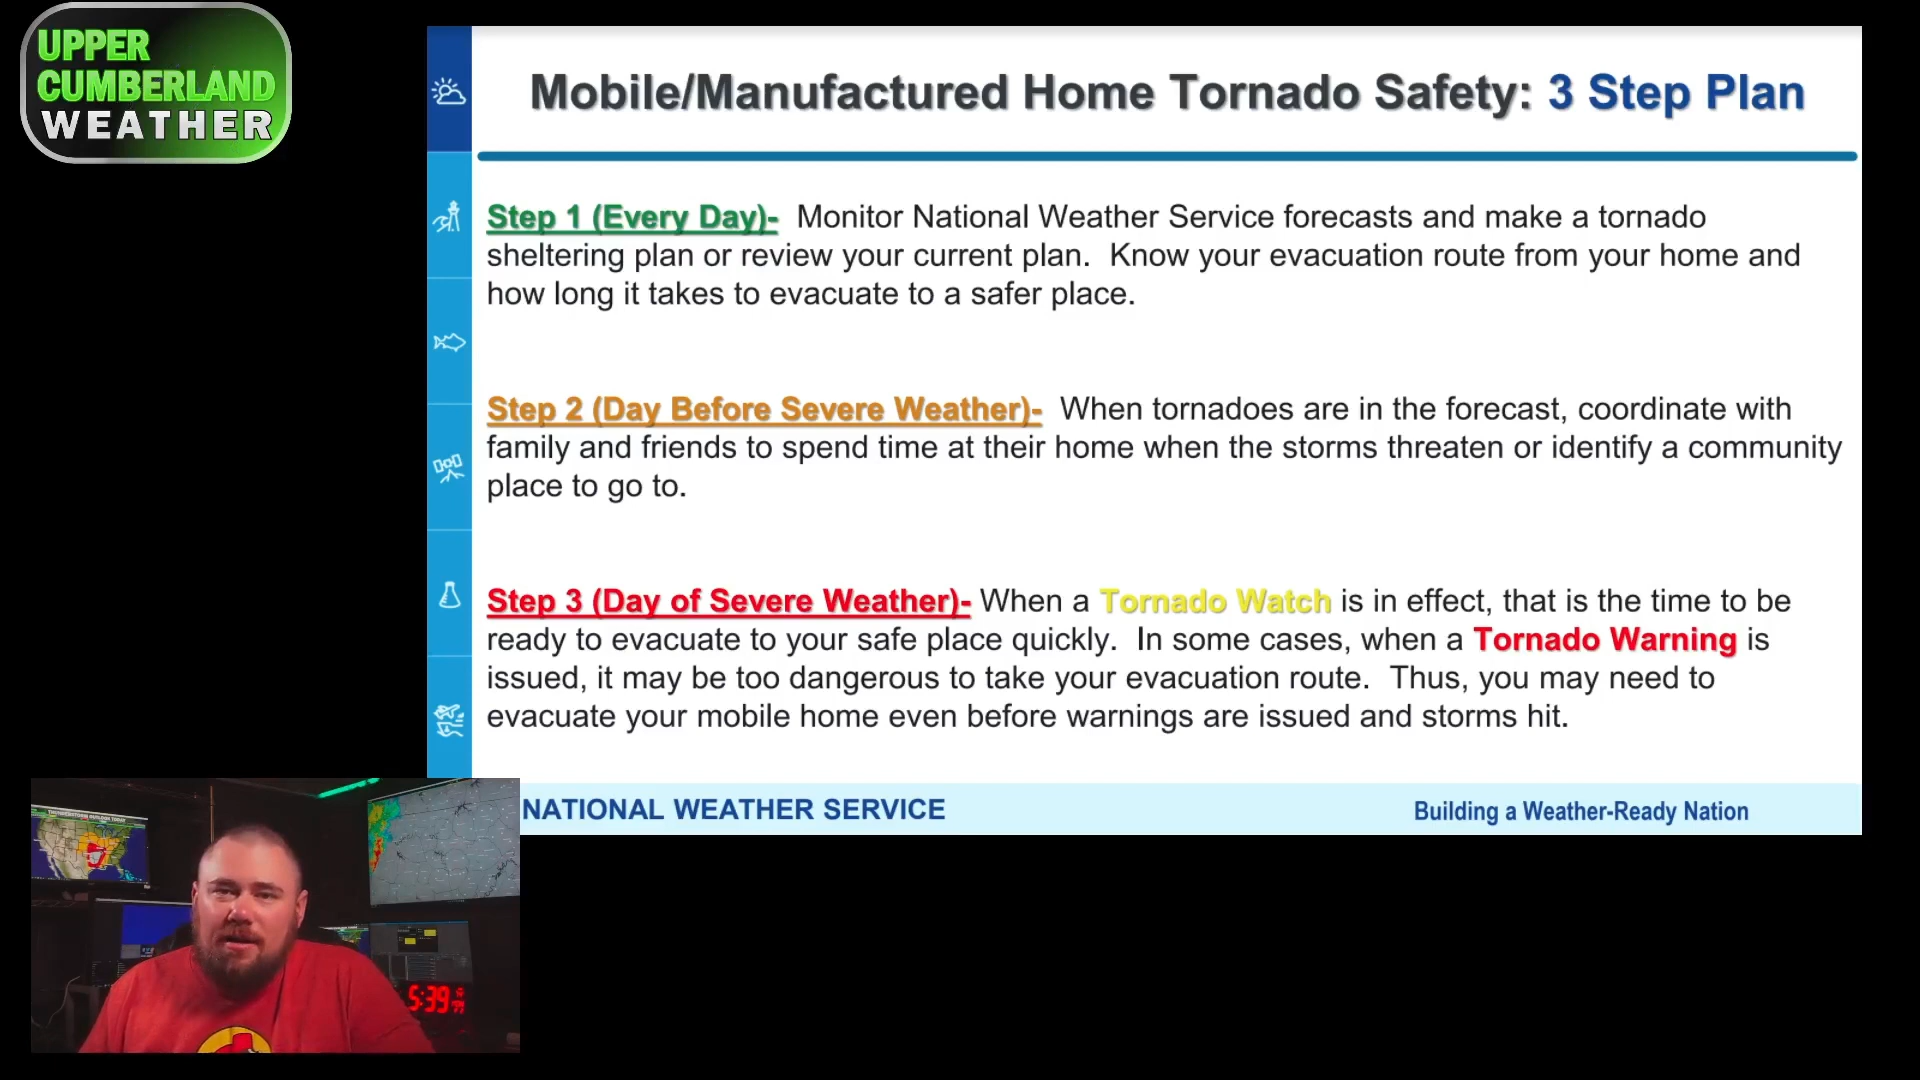 UPPER
CUMBERLAND
WEATHER
Mobile/Manufactured Home Tornado Safety: 3 Step Plan
Step 1 (Every Day)- Monitor National Weather Service forecasts and make a tornado
sheltering plan or review your current plan. Know your evacuation route from your home and
how long it takes to evacuate to a safer place.
Step 2 (Day Before Severe Weather)- When tornadoes are in the forecast, coordinate with
family and friends to spend time at their home when the storms threaten or identify a community
place to go to.
Step 3 (Day of Severe Weather)- When a Tornado Watch is in effect, that is the time to be
ready to evacuate to your safe place quickly. In some cases, when a Tornado Warning is
issued, it may be too dangerous to take your evacuation route. Thus, you may need to
evacuate your mobile home even before warnings are issued and storms hit.
NATIONAL WEATHER SERVICE
Building a Weather-Ready Nation
THUNDERSTORM OUTLOOK TODAY
5:39